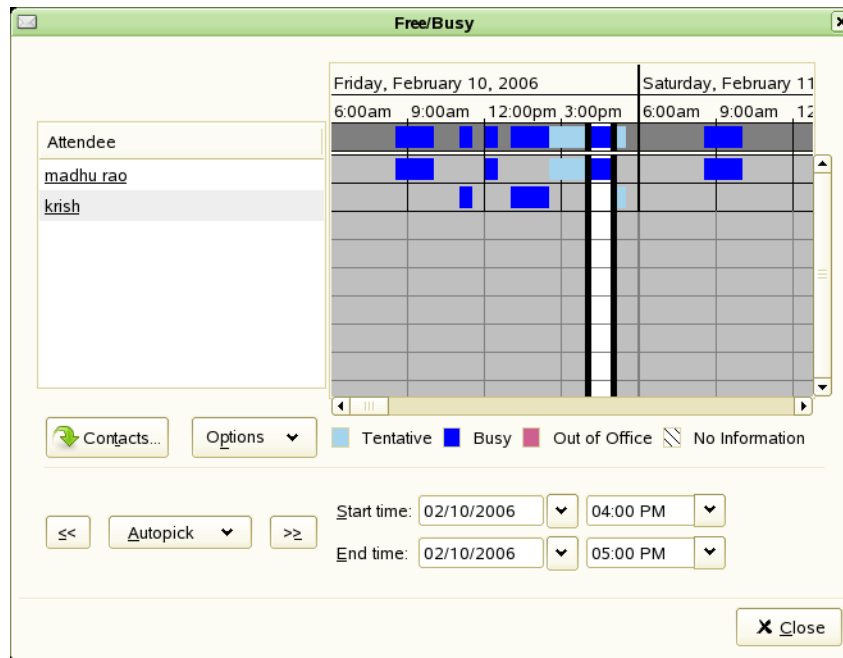 Free/Busy
Friday, February 10, 2006 Saturday, February 11
6:00am 9:00am 12:00pm 3:00pm 6:00am 9:00am 12
Attendee
madhu rao
krish
Contacts... Options Tentative Busy Out of Office No Information
Start time: 02/10/2006 04:00 PM
<< Autopick >>
End time: 02/10/2006 05:00 PM
Close